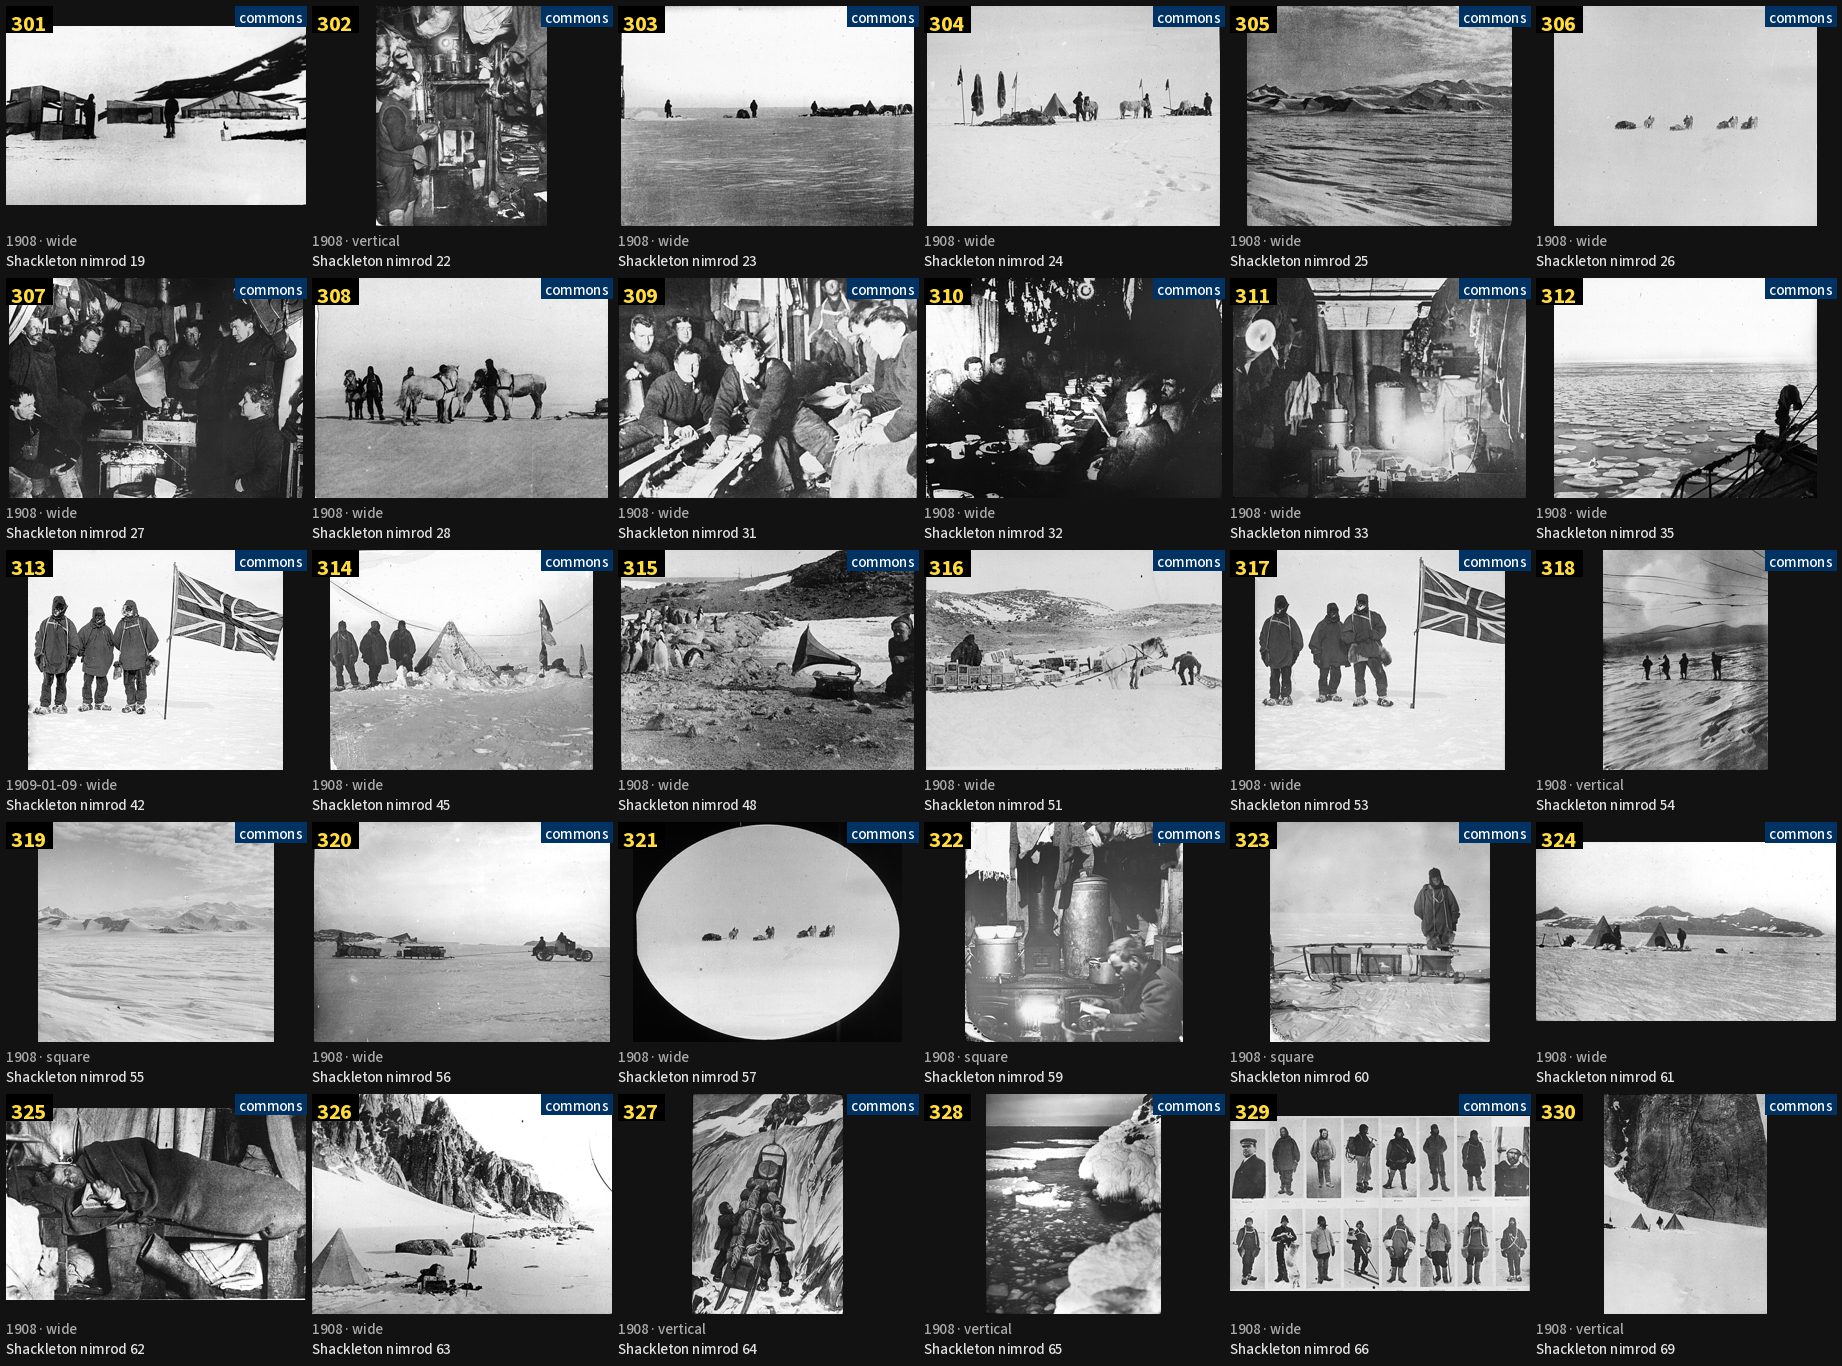 301 commons
1908 · wide
Shackleton nimrod 19
302 commons
1908 · vertical
Shackleton nimrod 22
303 commons
1908 · wide
Shackleton nimrod 23
304 commons
1908 · wide
Shackleton nimrod 24
305 commons
1908 · wide
Shackleton nimrod 25
306 commons
1908 · wide
Shackleton nimrod 26
307 commons
1908 · wide
Shackleton nimrod 27
308 commons
1908 · wide
Shackleton nimrod 28
309 commons
1908 · wide
Shackleton nimrod 31
310 commons
1908 · wide
Shackleton nimrod 32
311 commons
1908 · wide
Shackleton nimrod 33
312 commons
1908 · wide
Shackleton nimrod 35
313 commons
1909-01-09 · wide
Shackleton nimrod 42
314 commons
1908 · wide
Shackleton nimrod 45
315 commons
1908 · wide
Shackleton nimrod 48
316 commons
1908 · wide
Shackleton nimrod 51
317 commons
1908 · wide
Shackleton nimrod 53
318 commons
1908 · vertical
Shackleton nimrod 54
319 commons
1908 · square
Shackleton nimrod 55
320 commons
1908 · wide
Shackleton nimrod 56
321 commons
1908 · wide
Shackleton nimrod 57
322 commons
1908 · square
Shackleton nimrod 59
323 commons
1908 · square
Shackleton nimrod 60
324 commons
1908 · wide
Shackleton nimrod 61
325 commons
1908 · wide
Shackleton nimrod 62
326 commons
1908 · wide
Shackleton nimrod 63
327 commons
1908 · vertical
Shackleton nimrod 64
328 commons
1908 · vertical
Shackleton nimrod 65
329 commons
1908 · wide
Shackleton nimrod 66
330 commons
1908 · vertical
Shackleton nimrod 69